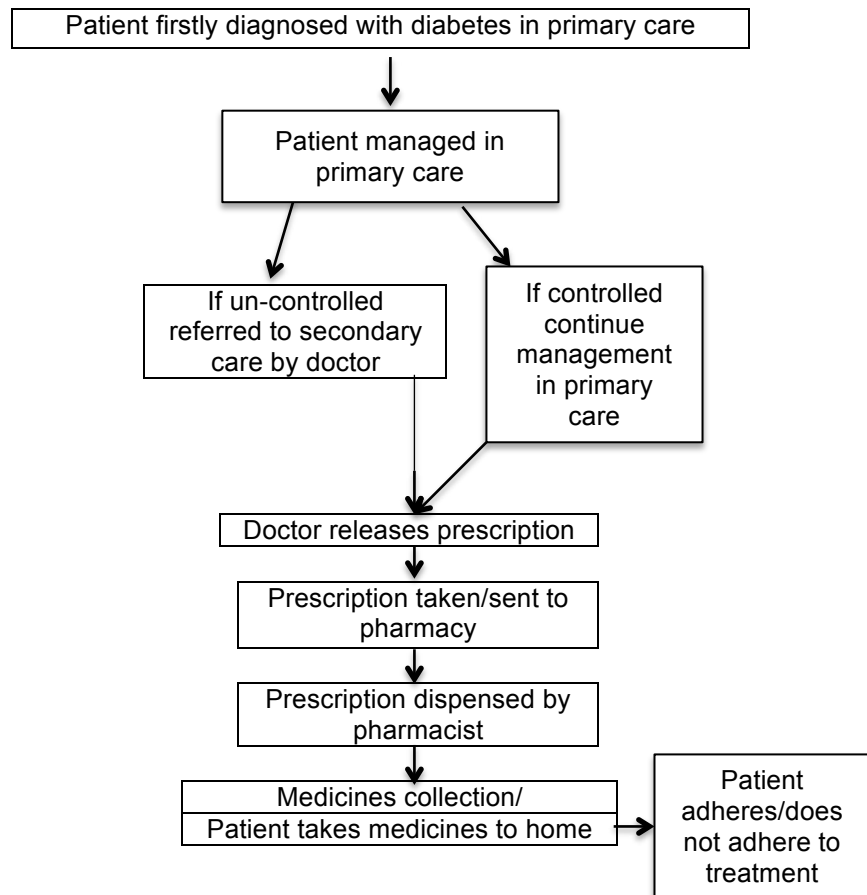 Patient firstly diagnosed with diabetes in primary care
Patient managed in
primary care
If un-controlled
referred to secondary
care by doctor
If controlled
continue
management
in primary
care
Doctor releases prescription
Prescription taken/sent to
pharmacy
Prescription dispensed by
pharmacist
Medicines collection/
Patient takes medicines to home
Patient
adheres/does
not adhere to
treatment